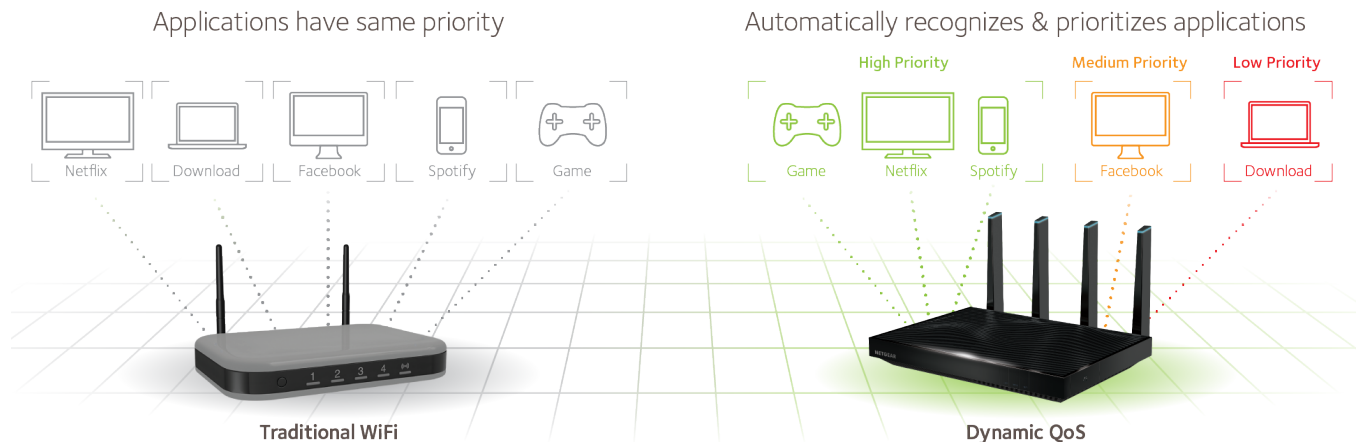 Applications have same priority
Netflix
Download
Facebook
Spotify
Game
1 2 3 4
Traditional WiFi
Automatically recognizes & prioritizes applications
High Priority
Medium Priority
Low Priority
Game
Netflix
Spotify
Facebook
Download
NETGEAR
Dynamic QoS